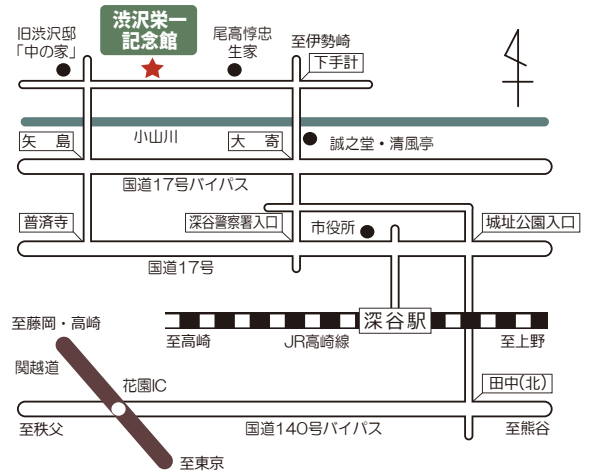 渋沢栄一
記念館
旧渋沢邸
「中の家」
尾高惇忠
生家
至伊勢崎
下手計
矢　島
小山川
大　寄
誠之堂・清風亭
国道17号バイパス
普済寺
深谷警察署入口
市役所
城址公園入口
国道17号
深谷駅
至藤岡・高崎
至高崎
JR高崎線
至上野
関越道
花園IC
田中(北)
至秩父
国道140号バイパス
至熊谷
至東京